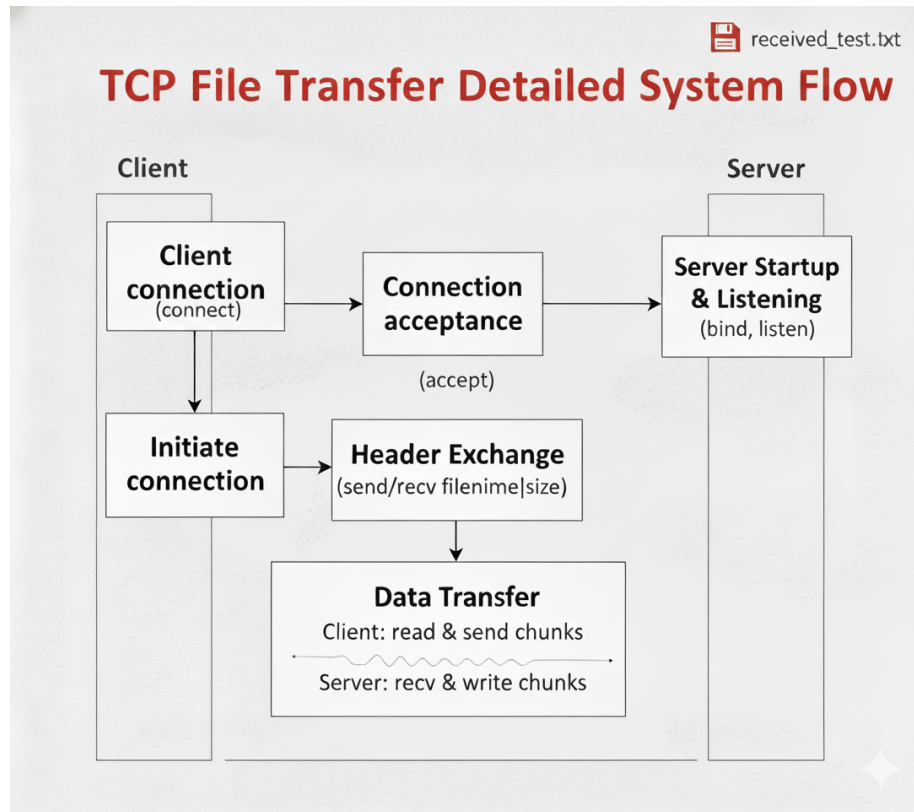 received_test.txt
TCP File Transfer Detailed System Flow
Client
Server
Client
connection
(connect)
Connection
acceptance
(accept)
Server Startup
& Listening
(bind, listen)
Initiate
connection
Header Exchange
(send/recv filenime|size)
Data Transfer
Client: read & send chunks
Server: recv & write chunks